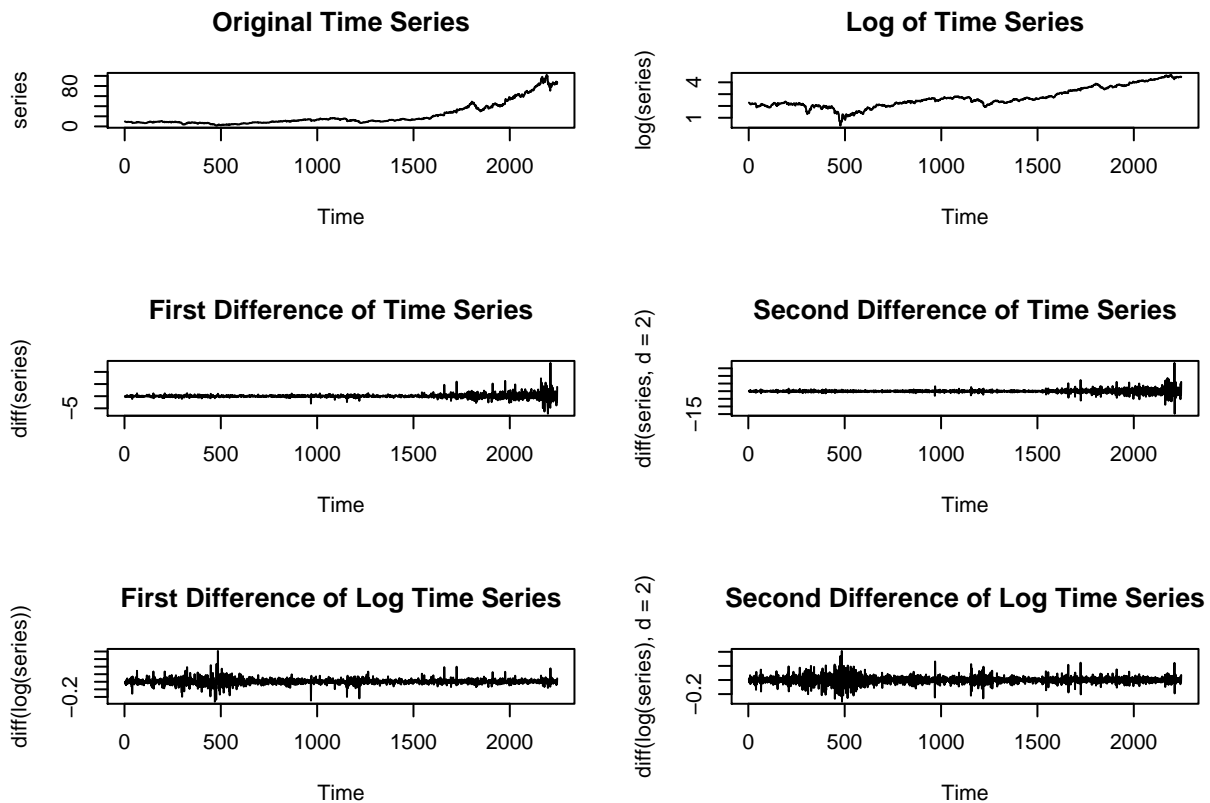 Original Time Series
series
0 80
0 500 1000 1500 2000
Time
Log of Time Series
log(series)
1 4
0 500 1000 1500 2000
Time
First Difference of Time Series
diff(series)
−5
0 500 1000 1500 2000
Time
Second Difference of Time Series
diff(series, d = 2)
−15
0 500 1000 1500 2000
Time
First Difference of Log Time Series
diff(log(series))
−0.2
0 500 1000 1500 2000
Time
Second Difference of Log Time Series
diff(log(series), d = 2)
−0.2
0 500 1000 1500 2000
Time